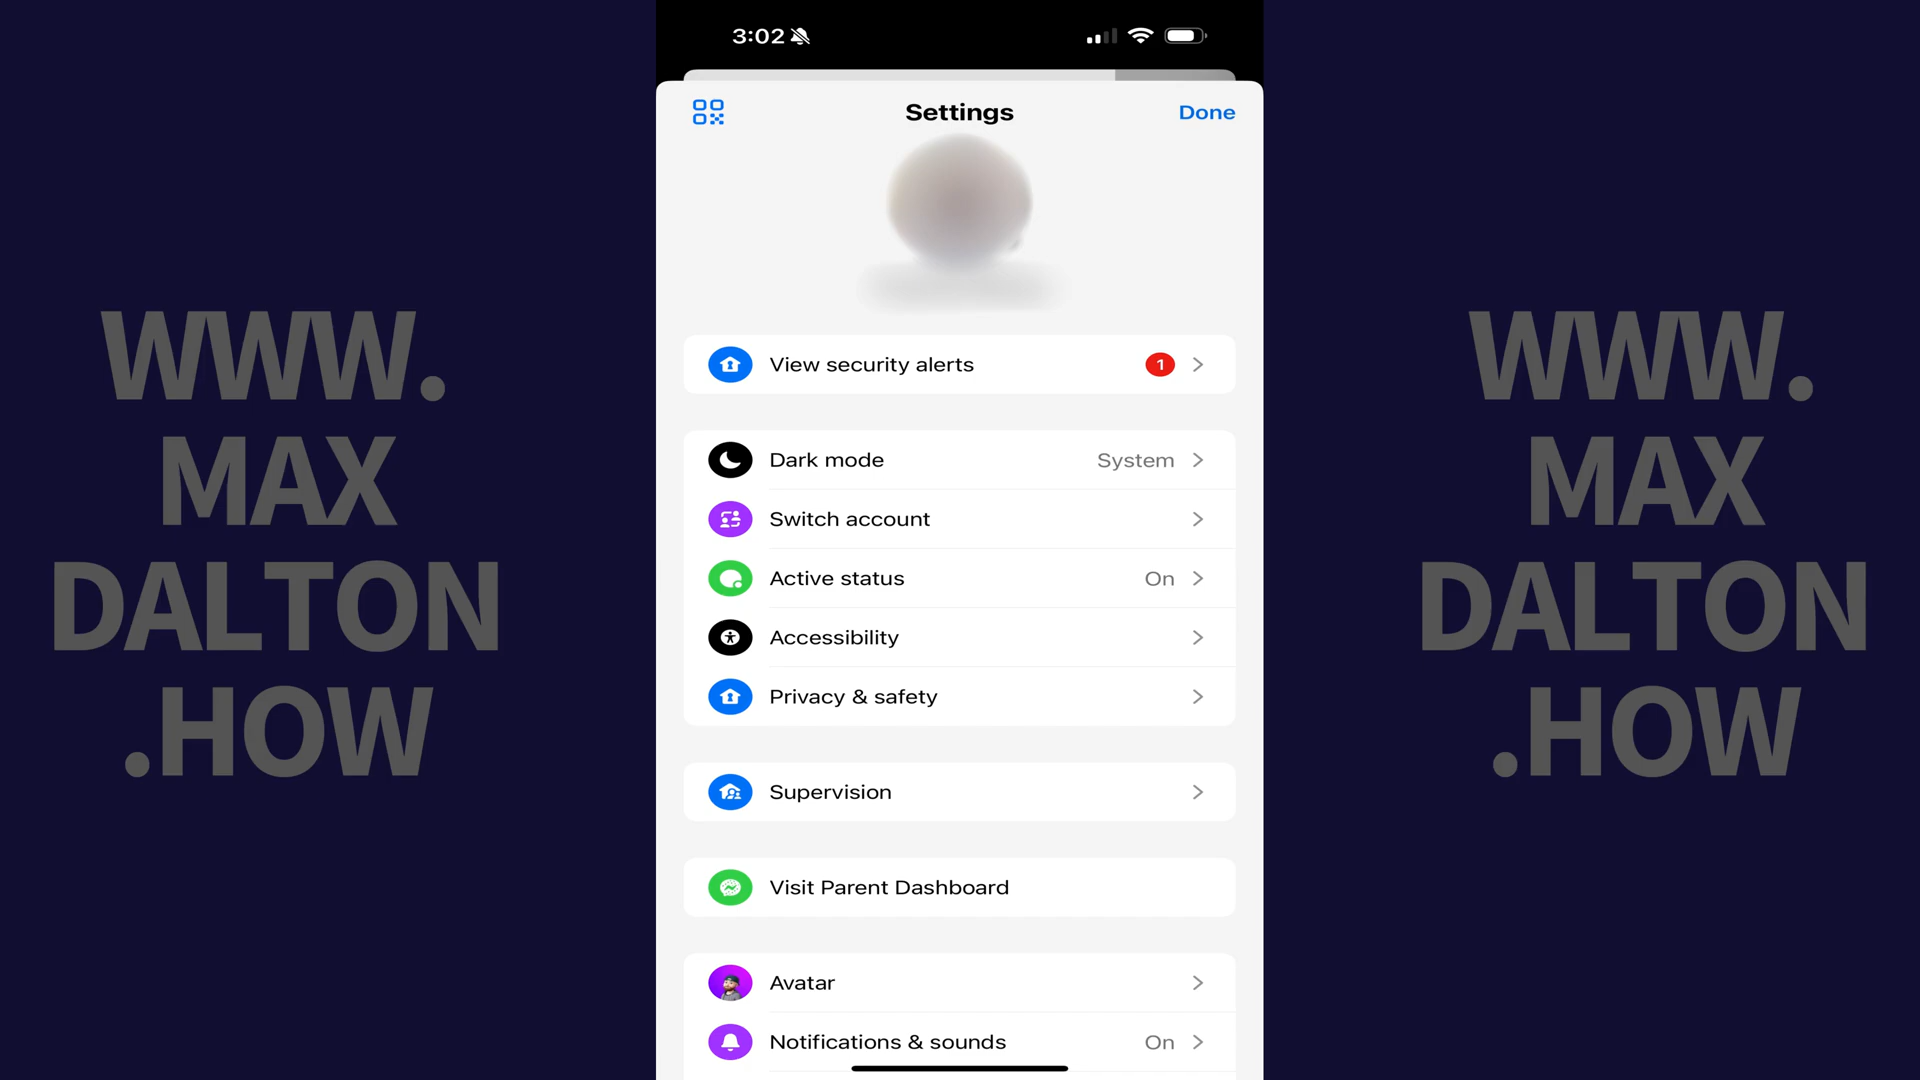 WWW.
MAX
DALTON
.HOW
3:02
Settings
Done
View security alerts 1
Dark mode System
Switch account
Active status On
Accessibility
Privacy & safety
Supervision
Visit Parent Dashboard
Avatar
Notifications & sounds On
WWW.
MAX
DALTON
.HOW